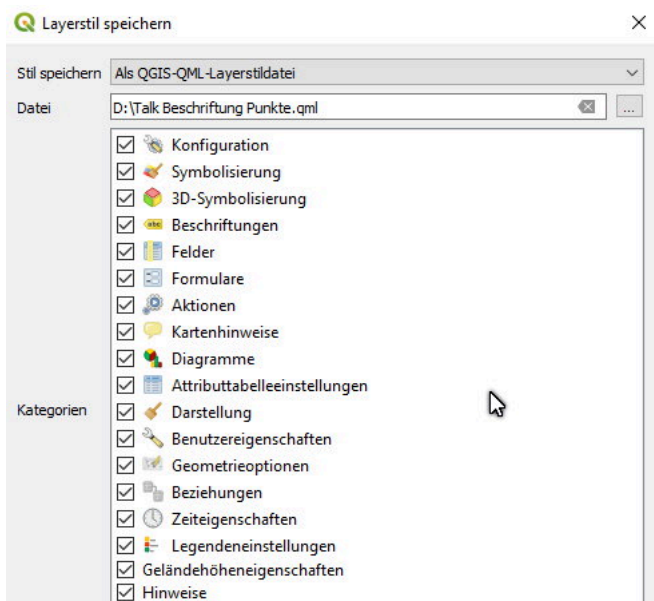 Layerstil speichern
Stil speichern Als QGIS-QML-Layerstildatei
Datei D:\Talk Beschriftung Punkte.qml ...
Konfiguration
Symbolisierung
3D-Symbolisierung
abc Beschriftungen
Felder
Formulare
Aktionen
Kartenhinweise
Diagramme
Attributtabelleeinstellungen
Kategorien Darstellung
Benutzereigenschaften
Geometrieoptionen
Beziehungen
Zeiteigenschaften
Legendeneinstellungen
Geländehöheneigenschaften
Hinweise